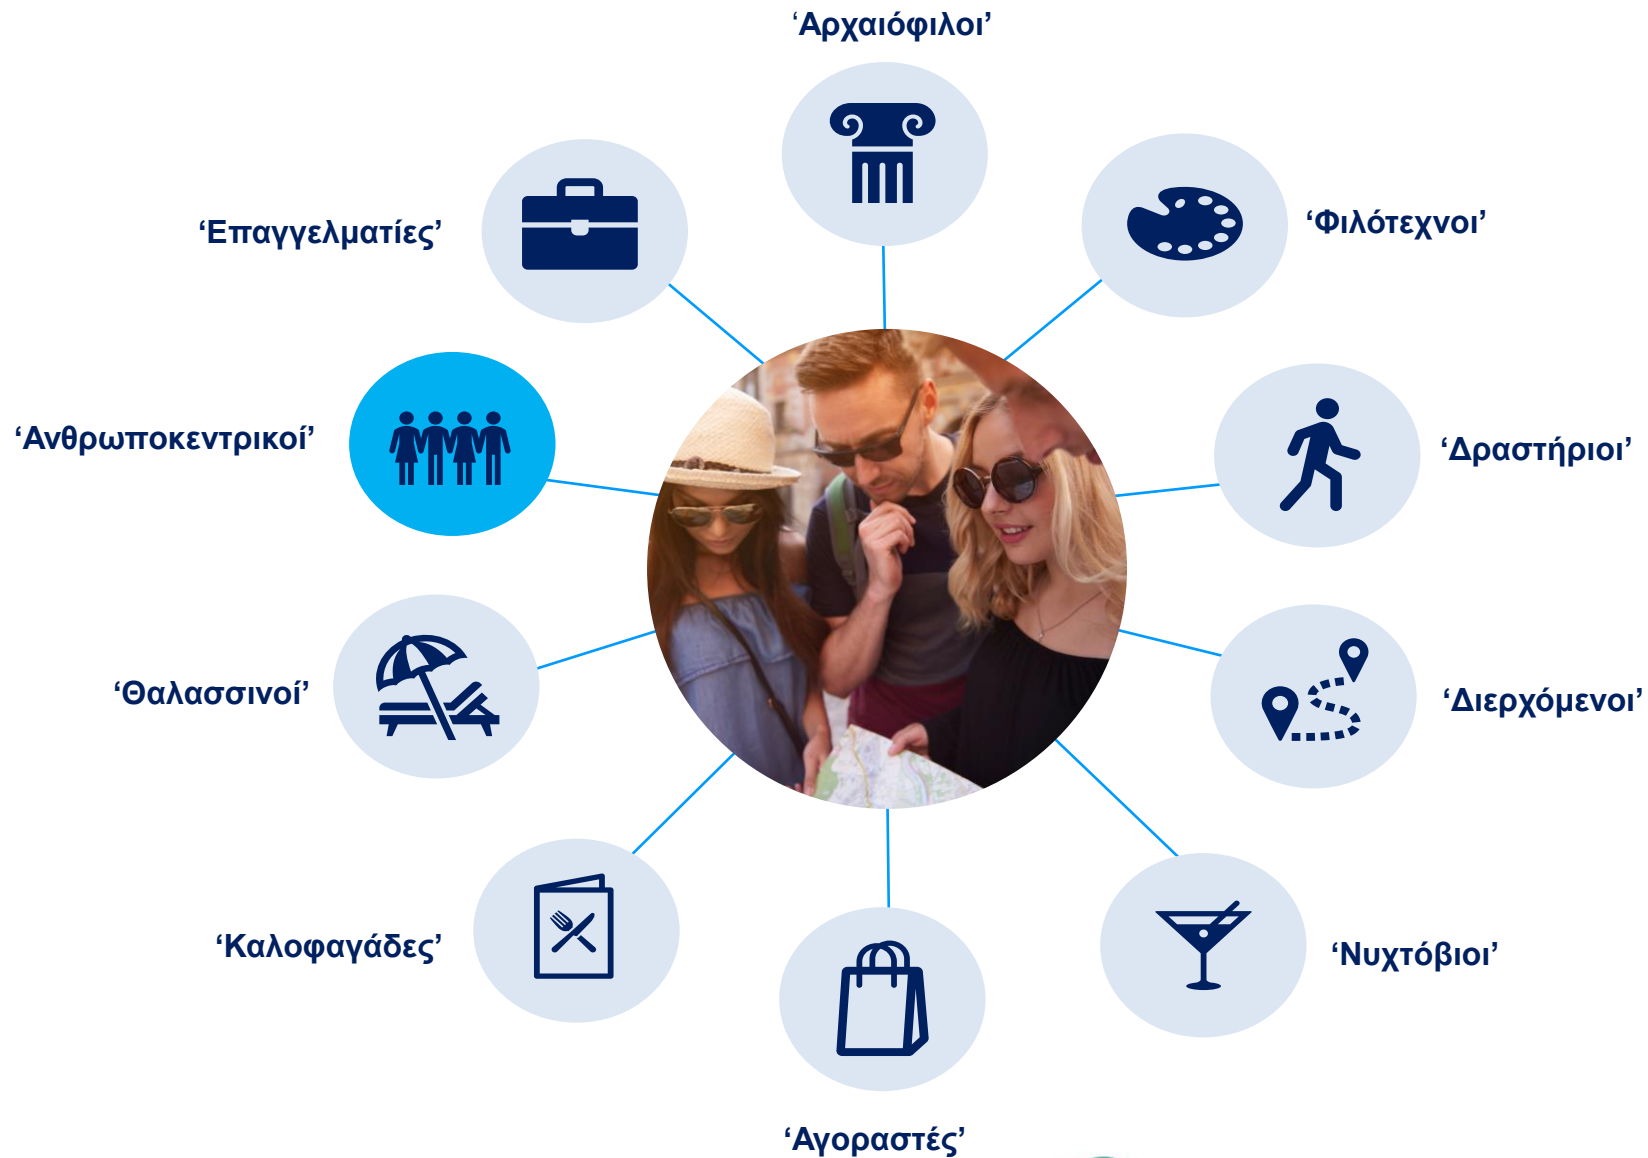 ‘Αρχαιόφιλοι’
‘Φιλότεχνοι’
‘Επαγγελματίες’
‘Ανθρωποκεντρικοί’
‘Δραστήριοι’
‘Θαλασσινοί’
‘Διερχόμενοι’
‘Καλοφαγάδες’
‘Νυχτόβιοι’
‘Αγοραστές’